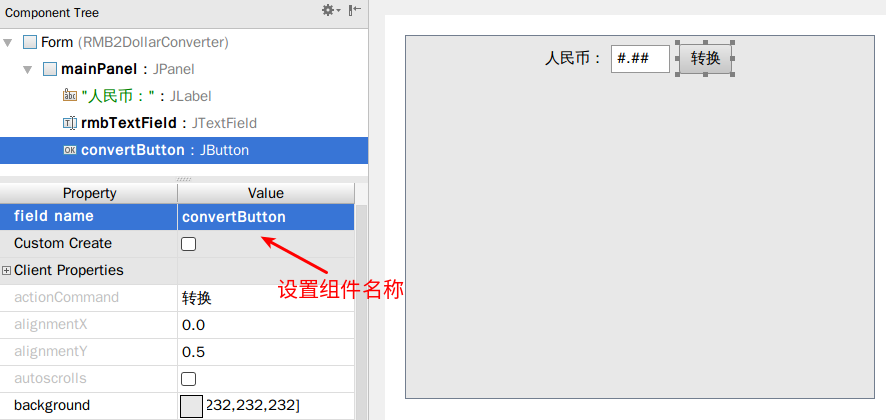 Component Tree
Form (RMB2DollarConverter)
mainPanel : JPanel
"人民币：" : JLabel
rmbTextField : JTextField
convertButton : JButton
Property Value
field name convertButton
Custom Create
Client Properties
actionCommand 转换
alignmentX 0.0
alignmentY 0.5
autoscrolls
background 232,232,232]
设置组件名称
人民币： #.## 转换